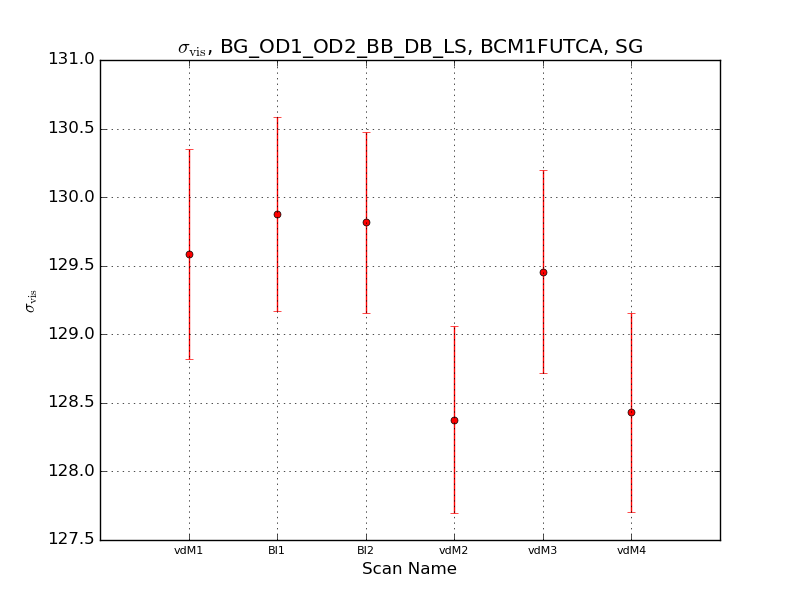 σvis, BG_OD1_OD2_BB_DB_LS, BCM1FUTCA, SG
131.0
130.5
130.0
129.5
129.0
128.5
128.0
127.5
σvis
vdM1 BI1 BI2 vdM2 vdM3 vdM4
Scan Name